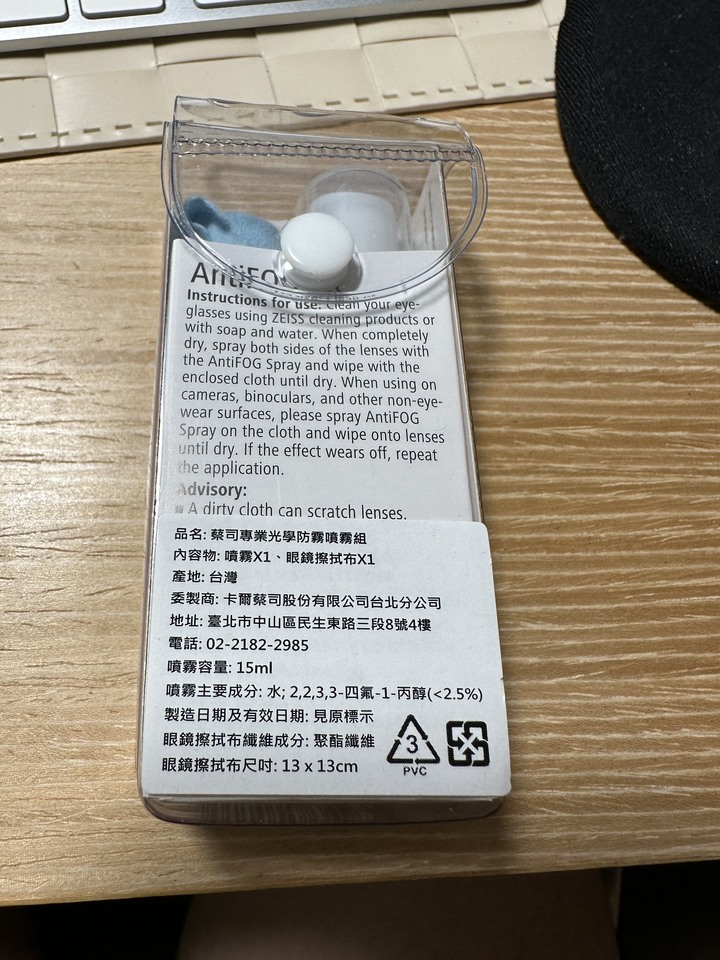 AntiFOG
Instructions for use: Clean your eye-
glasses using ZEISS cleaning products or
with soap and water. When completely
dry, spray both sides of the lenses with
the AntiFOG Spray and wipe with the
enclosed cloth until dry. When using on
cameras, binoculars, and other non-eye-
wear surfaces, please spray AntiFOG
Spray on the cloth and wipe onto lenses
until dry. If the effect wears off, repeat
the application.
Advisory:
■ A dirty cloth can scratch lenses.
品名: 蔡司專業光學防霧噴霧組
內容物: 噴霧X1、眼鏡擦拭布X1
產地: 台灣
委製商: 卡爾蔡司股份有限公司台北分公司
地址: 臺北市中山區民生東路三段8號4樓
電話: 02-2182-2985
噴霧容量: 15ml
噴霧主要成分: 水; 2,2,3,3-四氟-1-丙醇(<2.5%)
製造日期及有效日期: 見原標示
眼鏡擦拭布纖維成分: 聚酯纖維
眼鏡擦拭布尺吋: 13 x 13cm
3
PVC